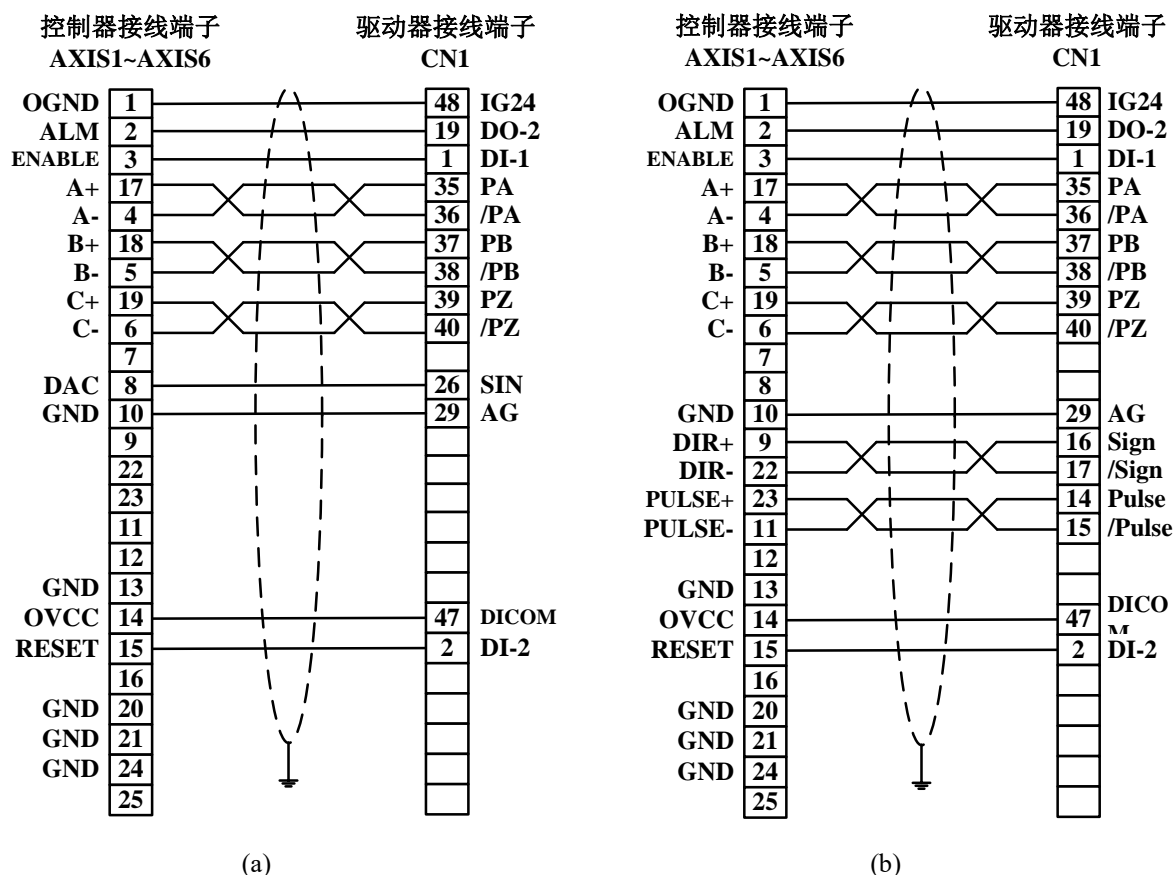 控制器接线端子 驱动器接线端子
AXIS1~AXIS6 CN1
OGND 1 48 IG24
ALM 2 19 DO-2
ENABLE 3 1 DI-1
A+ 17 35 PA
A- 4 36 /PA
B+ 18 37 PB
B- 5 38 /PB
C+ 19 39 PZ
C- 6 40 /PZ
7
DAC 8 26 SIN
GND 10 29 AG
9
22
23
11
12
GND 13
OVCC 14 47 DICOM
RESET 15 2 DI-2
16
GND 20
GND 21
GND 24
25
(a)
控制器接线端子 驱动器接线端子
AXIS1~AXIS6 CN1
OGND 1 48 IG24
ALM 2 19 DO-2
ENABLE 3 1 DI-1
A+ 17 35 PA
A- 4 36 /PA
B+ 18 37 PB
B- 5 38 /PB
C+ 19 39 PZ
C- 6 40 /PZ
7
8
GND 10 29 AG
DIR+ 9 16 Sign
DIR- 22 17 /Sign
PULSE+ 23 14 Pulse
PULSE- 11 15 /Pulse
12
GND 13
OVCC 14 47 DICO
M
RESET 15 2 DI-2
16
GND 20
GND 21
GND 24
25
(b)